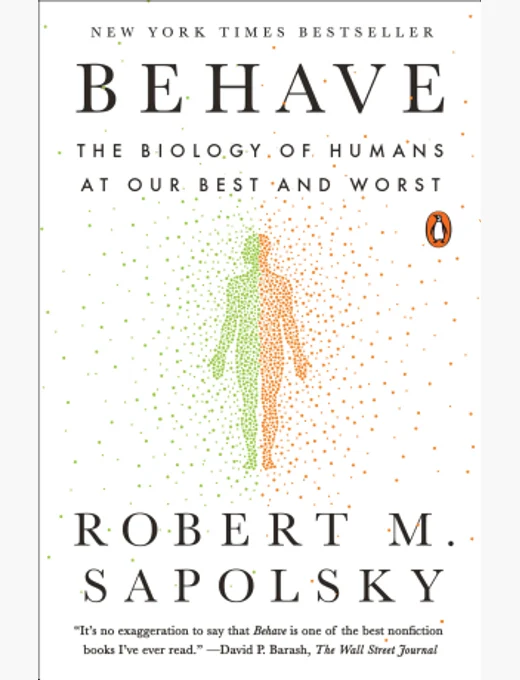 NEW YORK TIMES BESTSELLER
BEHAVE
THE BIOLOGY OF HUMANS
AT OUR BEST AND WORST
ROBERT M.
SAPOLSKY
“It’s no exaggeration to say that Behave is one of the best nonfiction
books I’ve ever read.” —David P. Barash, The Wall Street Journal